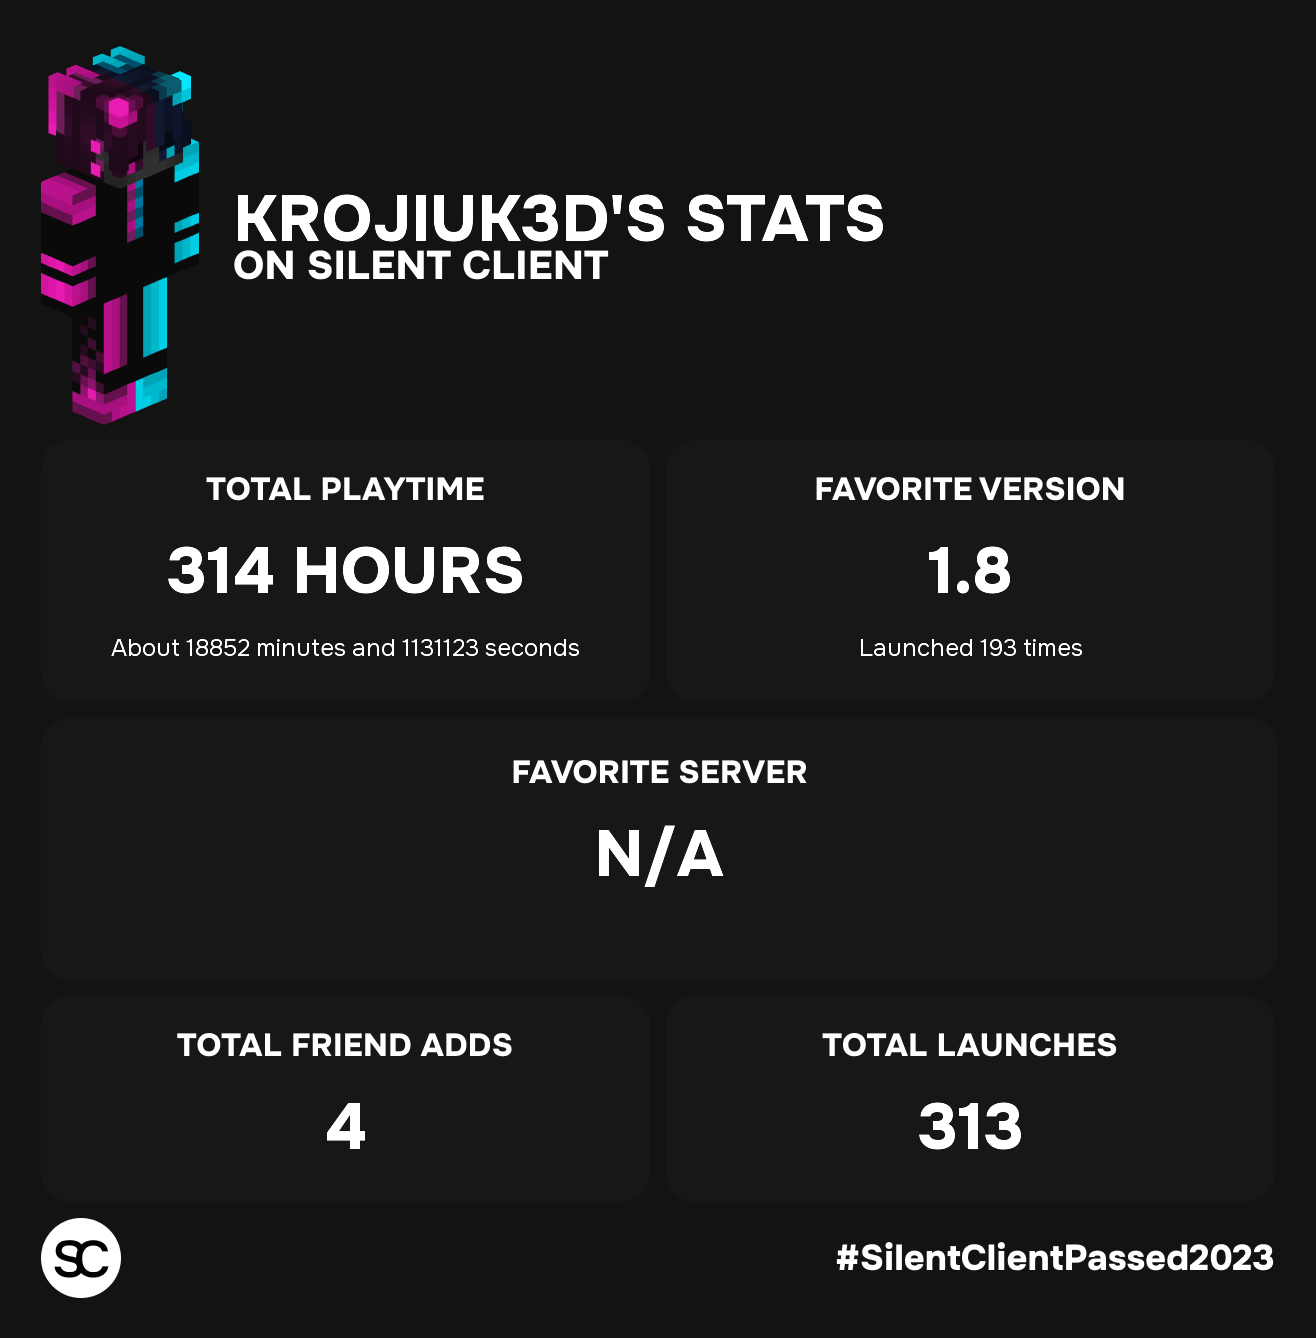 KROJIUK3D'S STATS
ON SILENT CLIENT
TOTAL PLAYTIME
314 HOURS
About 18852 minutes and 1131123 seconds
FAVORITE VERSION
1.8
Launched 193 times
FAVORITE SERVER
N/A
TOTAL FRIEND ADDS
4
TOTAL LAUNCHES
313
SC
#SilentClientPassed2023